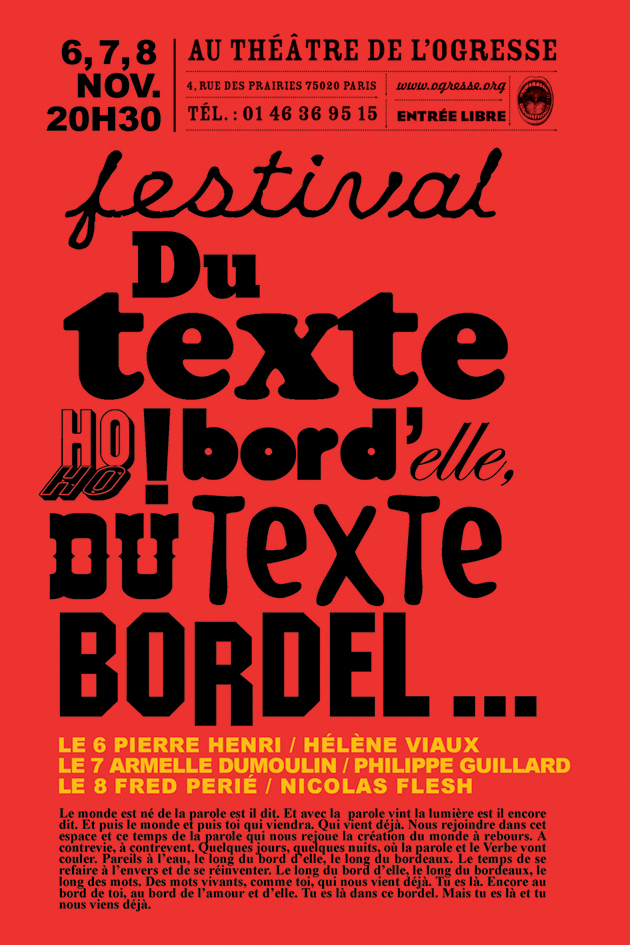 6, 7, 8
NOV.
20H30
AU THÉÂTRE DE L'OGRESSE
4, RUE DES PRAIRIES 75020 PARIS
www.ogresse.org
TÉL. : 01 46 36 95 15
ENTRÉE LIBRE
festival
Du
texte
HO
HO
! bord'elle,
DU TEXTE
BORDEL ...
LE 6 PIERRE HENRI / HÉLÈNE VIAUX
LE 7 ARMELLE DUMOULIN / PHILIPPE GUILLARD
LE 8 FRED PERIÉ / NICOLAS FLESH
Le monde est né de la parole est il dit. Et avec la parole vint la lumière est il encore
dit. Et puis le monde et puis toi qui viendra. Qui vient déjà. Nous rejoindre dans cet
espace et ce temps de la parole qui nous rejoue la création du monde à rebours. A
contrevie, à contrevent. Quelques jours, quelques nuits, où la parole et le Verbe vont
couler. Pareils à l'eau, le long du bord d'elle, le long du bordeaux. Le temps de se
refaire à l'envers et de se réinventer. Le long du bord d'elle, le long du bordeaux, le
long des mots. Des mots vivants, comme toi, qui nous vient déjà. Tu es là. Encore au
bord de toi, au bord de l'amour et d'elle. Tu es là dans ce bordel. Mais tu es là et tu
nous viens déjà.